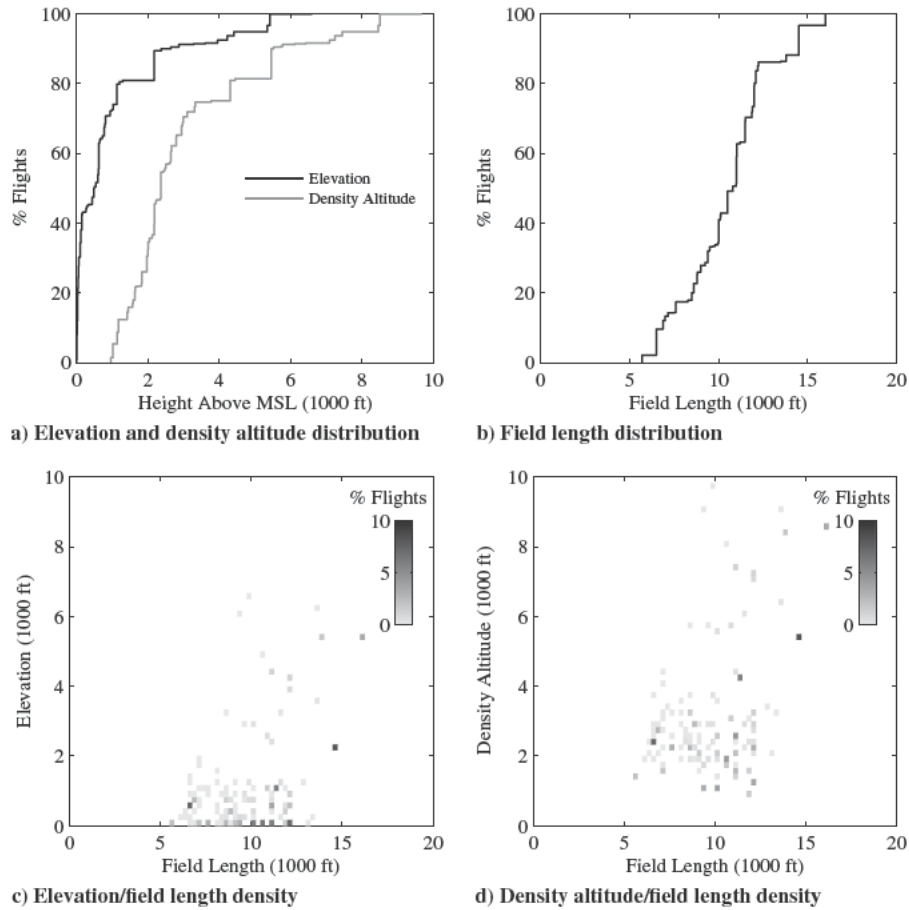 100
80
60
40
20
0
% Flights
Elevation
Density Altitude
0 2 4 6 8 10
Height Above MSL (1000 ft)
a) Elevation and density altitude distribution
100
80
60
40
20
0
% Flights
0 5 10 15 20
Field Length (1000 ft)
b) Field length distribution
10
8
6
4
2
0
Elevation (1000 ft)
% Flights
10
5
0
0 5 10 15 20
Field Length (1000 ft)
c) Elevation/field length density
10
8
6
4
2
0
Density Altitude (1000 ft)
% Flights
10
5
0
0 5 10 15 20
Field Length (1000 ft)
d) Density altitude/field length density